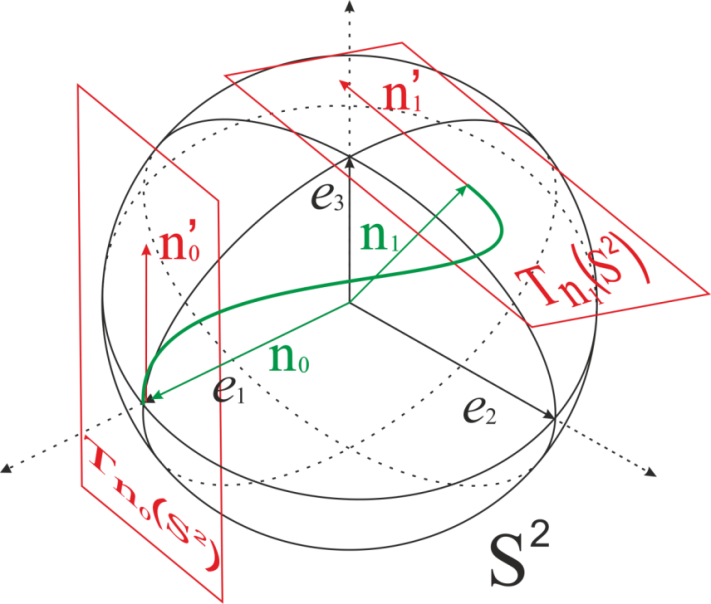 n'₁
e₃
n'₀
n₁
Tn₁(S²)
n₀
e₁
e₂
Tn₀(S²)
S²